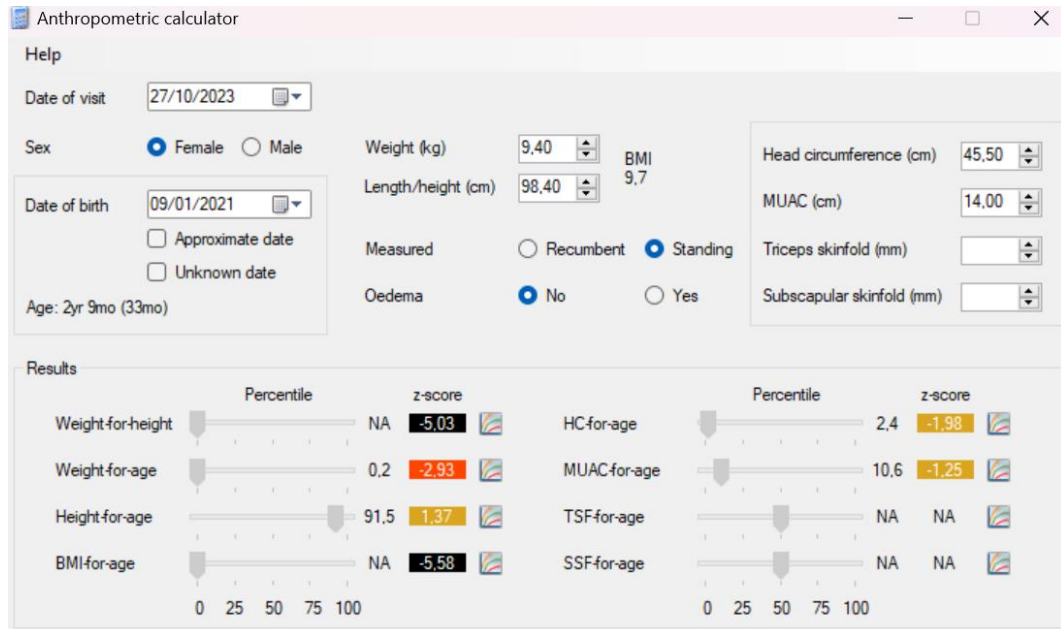 Anthropometric calculator
Help
Date of visit 27/10/2023
Sex Female Male
Weight (kg) 9,40
BMI
9,7
Length/height (cm) 98,40
Head circumference (cm) 45,50
Date of birth 09/01/2021
MUAC (cm) 14,00
Approximate date
Measured Recumbent Standing
Triceps skinfold (mm)
Unknown date
Oedema No Yes
Subscapular skinfold (mm)
Age: 2yr 9mo (33mo)
Results
Percentile z-score Percentile z-score
Weight-for-height NA -5,03 HC-for-age 2,4 -1,98
Weight-for-age 0,2 -2,93 MUAC-for-age 10,6 -1,25
Height-for-age 91,5 1,37 TSF-for-age NA NA
BMI-for-age NA -5,58 SSF-for-age NA NA
0 25 50 75 100 0 25 50 75 100